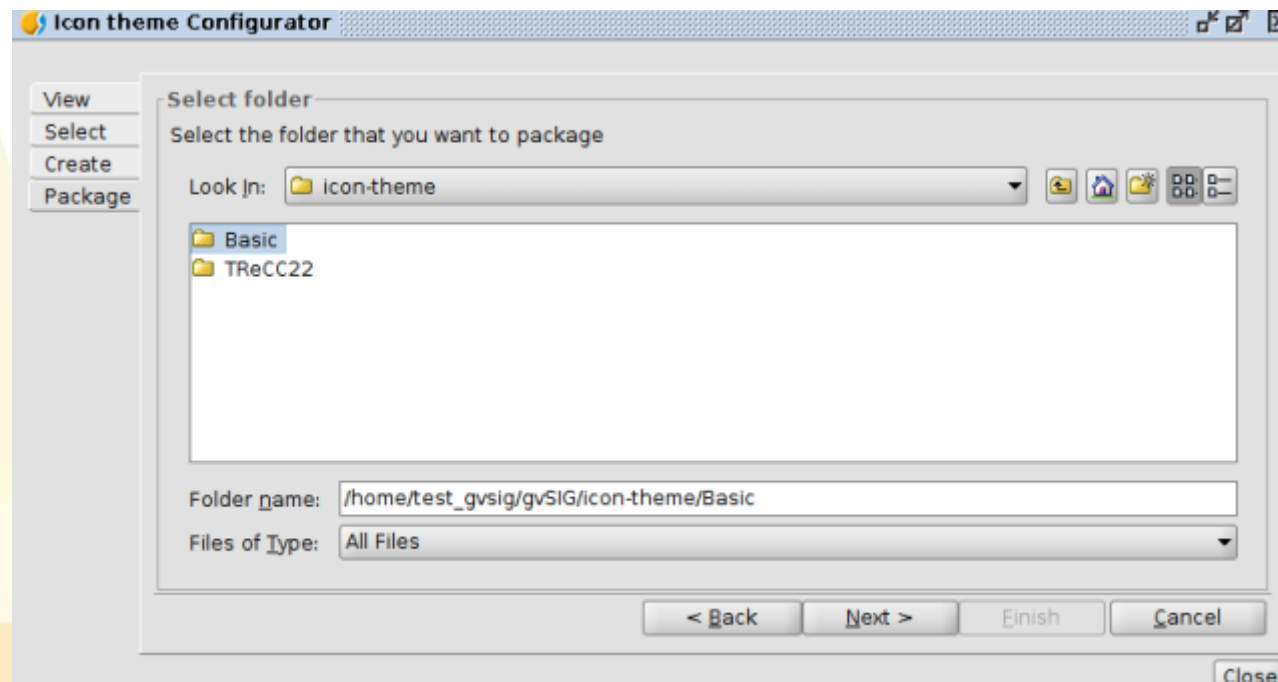 Icon theme Configurator
View
Select
Create
Package
Select folder
Select the folder that you want to package
Look In: icon-theme
Basic
TReCC22
Folder name: /home/test_gvsig/gvSIG/icon-theme/Basic
Files of Type: All Files
< Back Next > Finish Cancel
Close